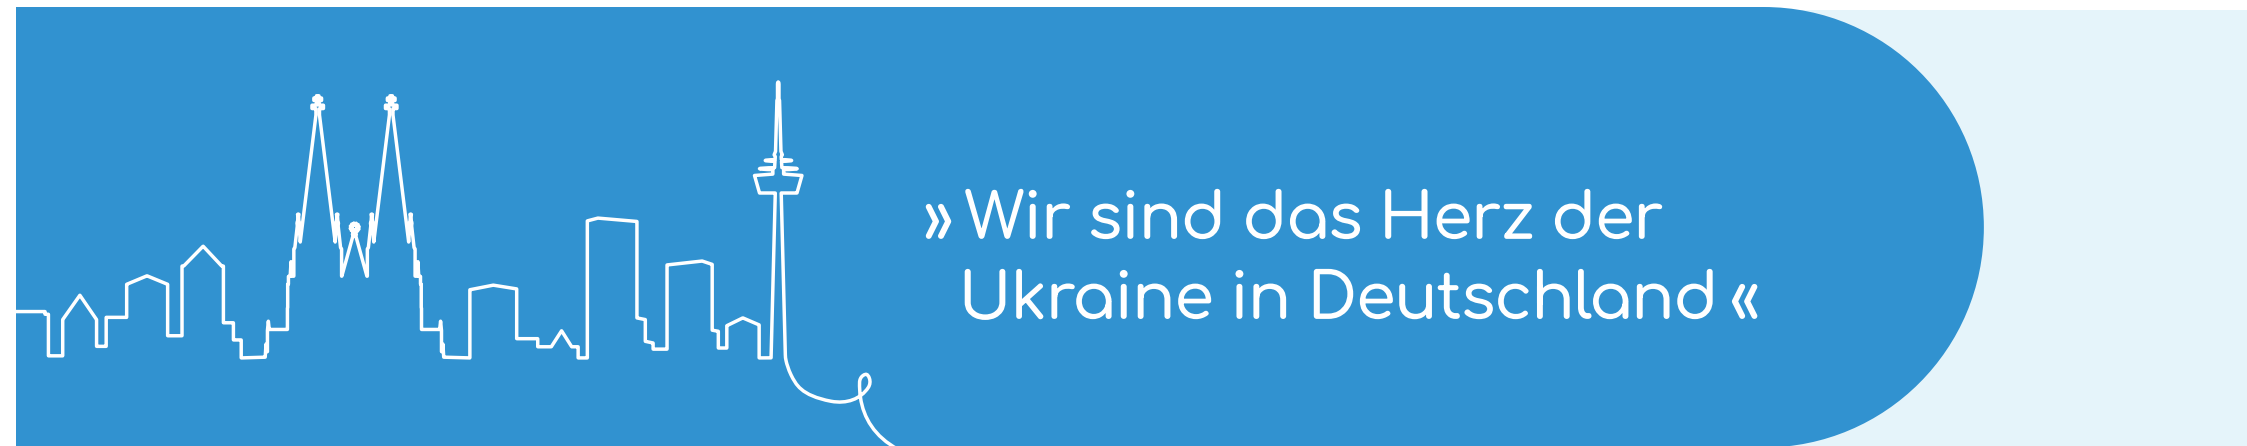 »Wir sind das Herz der
Ukraine in Deutschland«